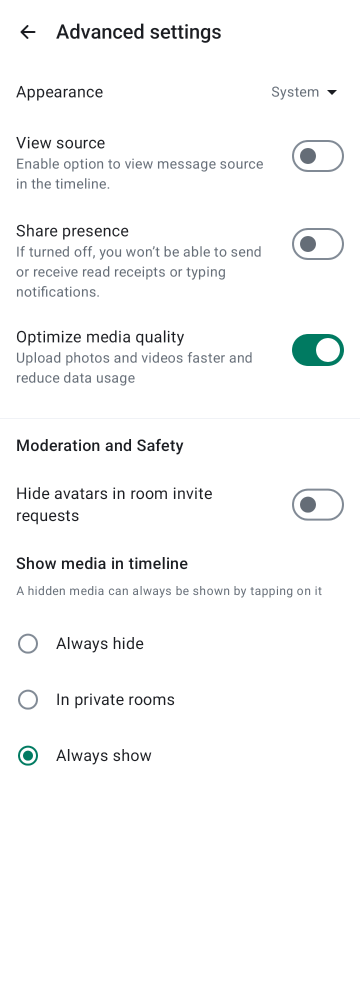 Advanced settings
Appearance
System
View source
Enable option to view message source
in the timeline.
Share presence
If turned off, you won’t be able to send
or receive read receipts or typing
notifications.
Optimize media quality
Upload photos and videos faster and
reduce data usage
Moderation and Safety
Hide avatars in room invite
requests
Show media in timeline
A hidden media can always be shown by tapping on it
Always hide
In private rooms
Always show